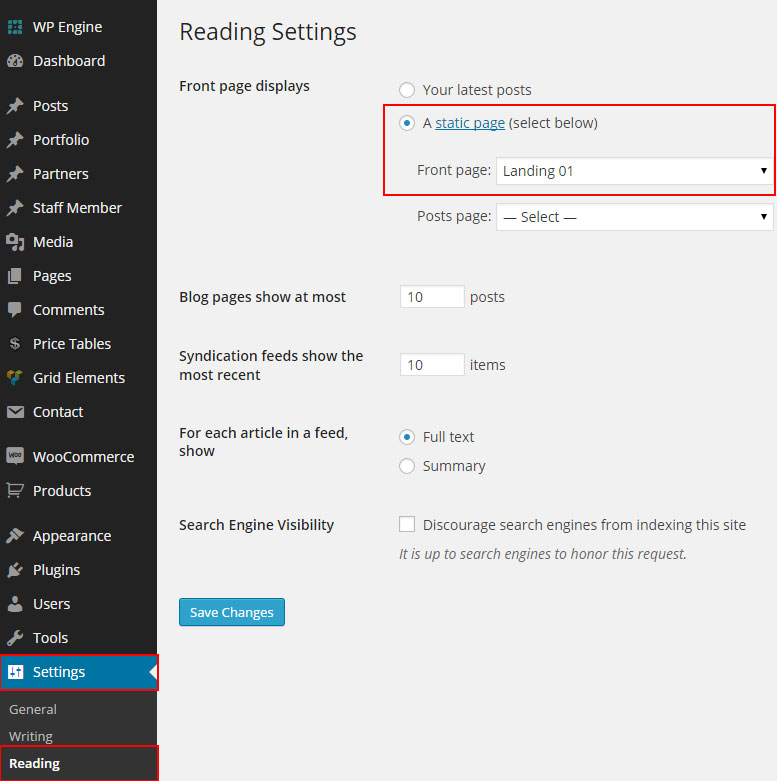 WP Engine
Dashboard
Posts
Portfolio
Partners
Staff Member
Media
Pages
Comments
Price Tables
Grid Elements
Contact
WooCommerce
Products
Appearance
Plugins
Users
Tools
Settings
General
Writing
Reading
Reading Settings
Front page displays
Your latest posts
A static page (select below)
Front page: Landing 01
Posts page: — Select —
Blog pages show at most
10 posts
Syndication feeds show the
most recent
10 items
For each article in a feed,
show
Full text
Summary
Search Engine Visibility
Discourage search engines from indexing this site
It is up to search engines to honor this request.
Save Changes